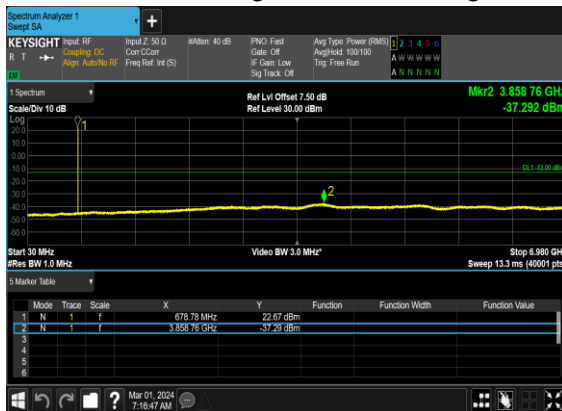 Spectrum Analyzer 1
Swept SA
+
KEYSIGHT Input: RF Input Z: 50 Ω #Atten: 40 dB PNO: Fast Avg Type: Power (RMS) 1 2 3 4 5 6
R T Coupling: DC Corr CCorr Gate: Off Avg|Hold: 100/100 A W W W W W
Align: Auto/No RF Freq Ref: Int (S) IF Gain: Low Trig: Free Run
Sig Track: Off A N N N N N
1 Spectrum Ref Lvl Offset 7.50 dB Mkr2 3.858 76 GHz
Scale/Div 10 dB Ref Level 30.00 dBm -37.292 dBm
Log
20.0
10.0
0.00
-10.0
-20.0
-30.0
-40.0
-50.0
-60.0
1
DL1 -13.00 dBm
2
Start 30 MHz Video BW 3.0 MHz* Stop 6.980 GHz
#Res BW 1.0 MHz Sweep 13.3 ms (40001 pts)
5 Marker Table
Mode Trace Scale X Y Function Function Width Function Value
1 N 1 f 678.78 MHz 22.67 dBm
2 N 1 f 3.858 76 GHz -37.29 dBm
3
4
5
6
? Mar 01, 2024
7:16:47 AM